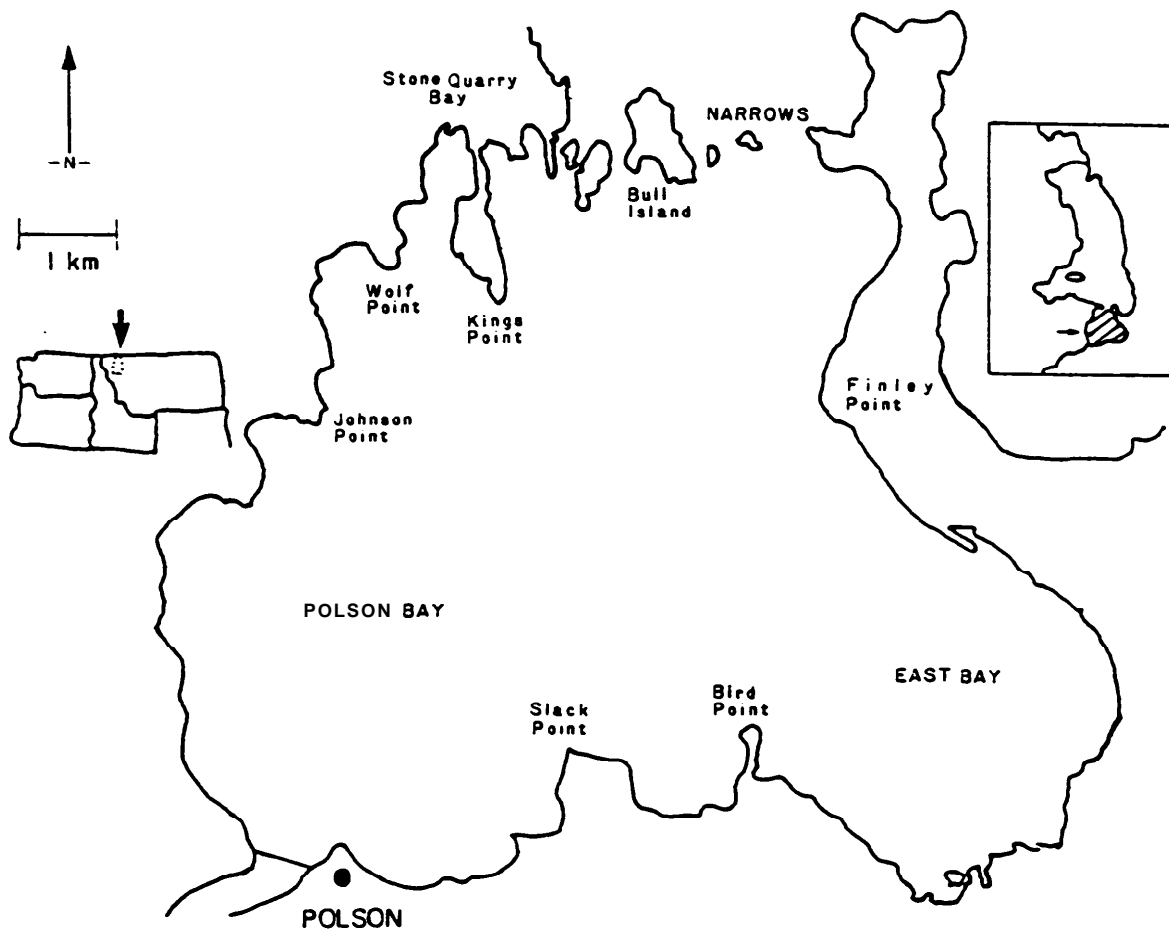 Stone Quarry
Bay
NARROWS
-N-
Bull
Island
1 km
Wolf
Point
Kings
Point
Finley
Point
Johnson
Point
POLSON BAY
EAST BAY
Bird
Point
Slack
Point
POLSON